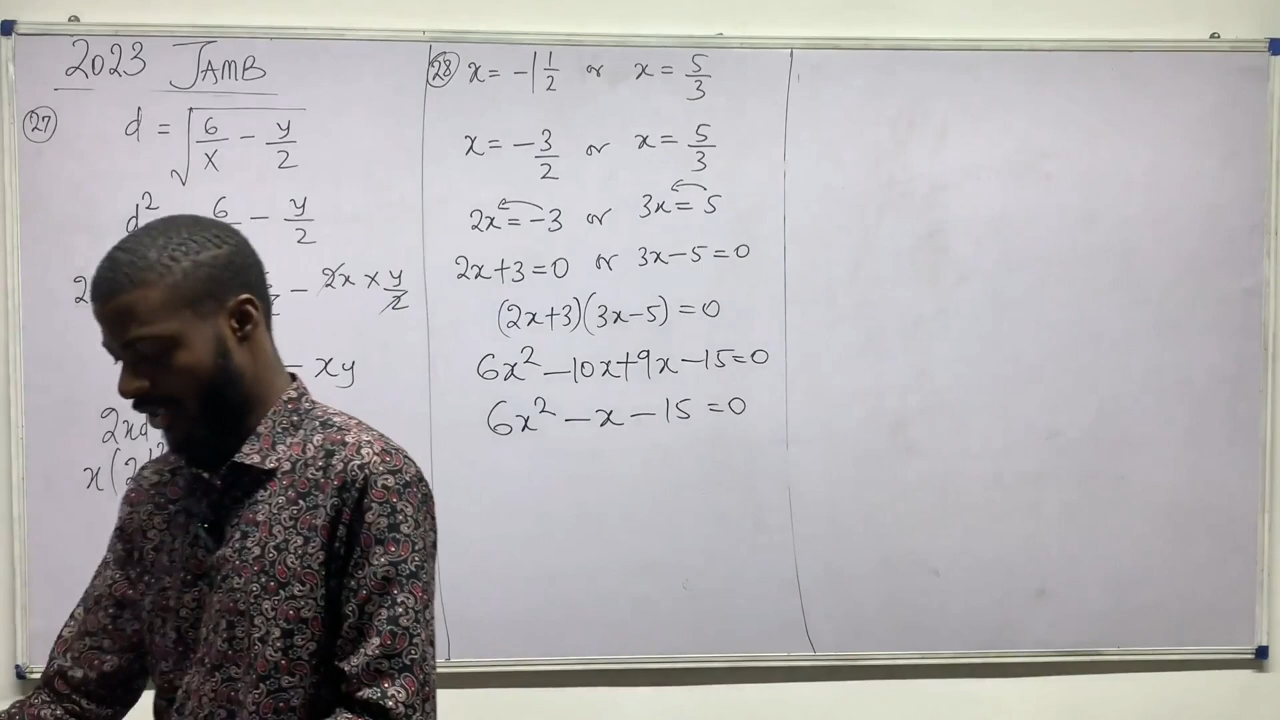 2023 JAMB
27
d = √(6/x - y/2)
d² 6 - y/2
2 - 2x × y/2
- xy
2xd
x(2d²
28 x = -1 1/2 or x = 5/3
x = -3/2 or x = 5/3
2x = -3 or 3x = 5
2x+3=0 or 3x-5=0
(2x+3)(3x-5)=0
6x²-10x+9x-15=0
6x²-x-15=0